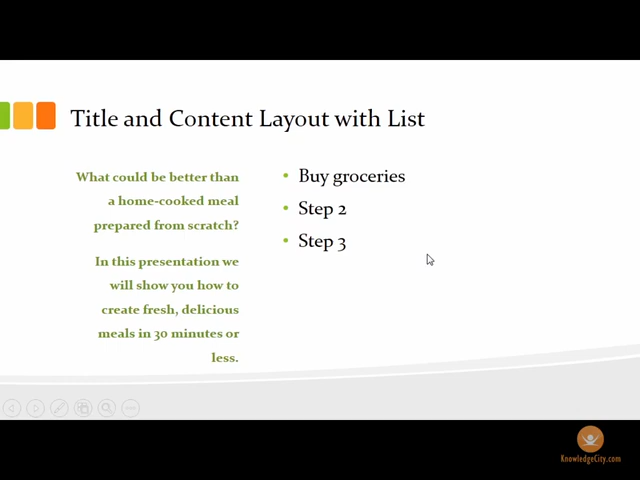 Title and Content Layout with List
What could be better than
a home-cooked meal
prepared from scratch?
In this presentation we
will show you how to
create fresh, delicious
meals in 30 minutes or
less.
• Buy groceries
• Step 2
• Step 3
KnowledgeCity.com